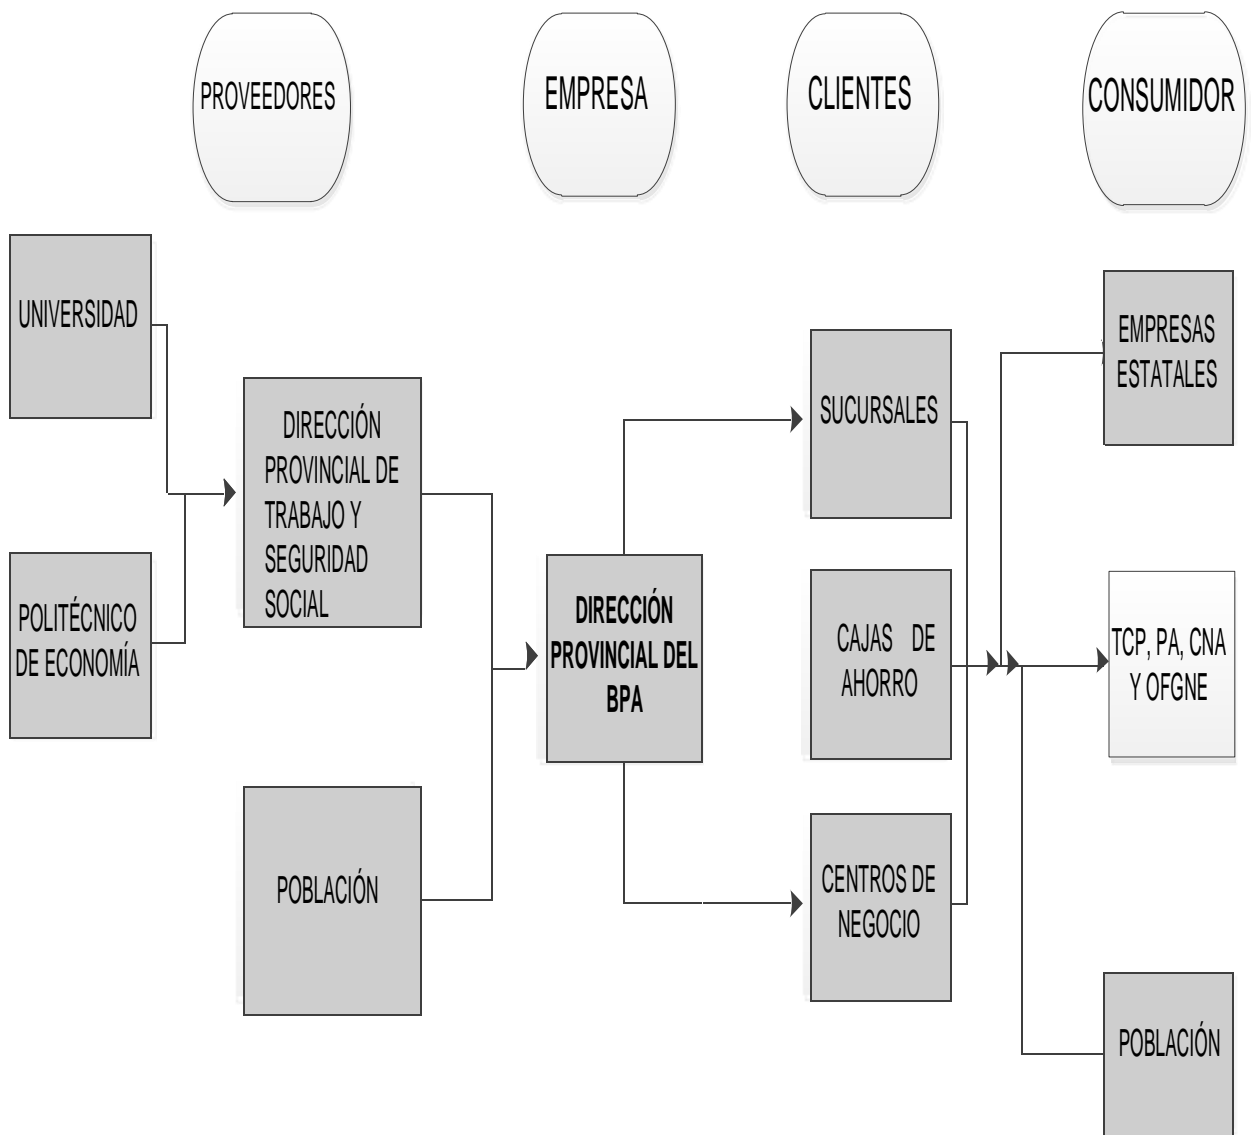 PROVEEDORES
EMPRESA
CLIENTES
CONSUMIDOR
UNIVERSIDAD
POLITÉCNICO
DE ECONOMÍA
DIRECCIÓN
PROVINCIAL DE
TRABAJO Y
SEGURIDAD
SOCIAL
POBLACIÓN
DIRECCIÓN
PROVINCIAL DEL
BPA
SUCURSALES
CAJAS DE
AHORRO
CENTROS DE
NEGOCIO
EMPRESAS
ESTATALES
TCP, PA, CNA
Y OFGNE
POBLACIÓN